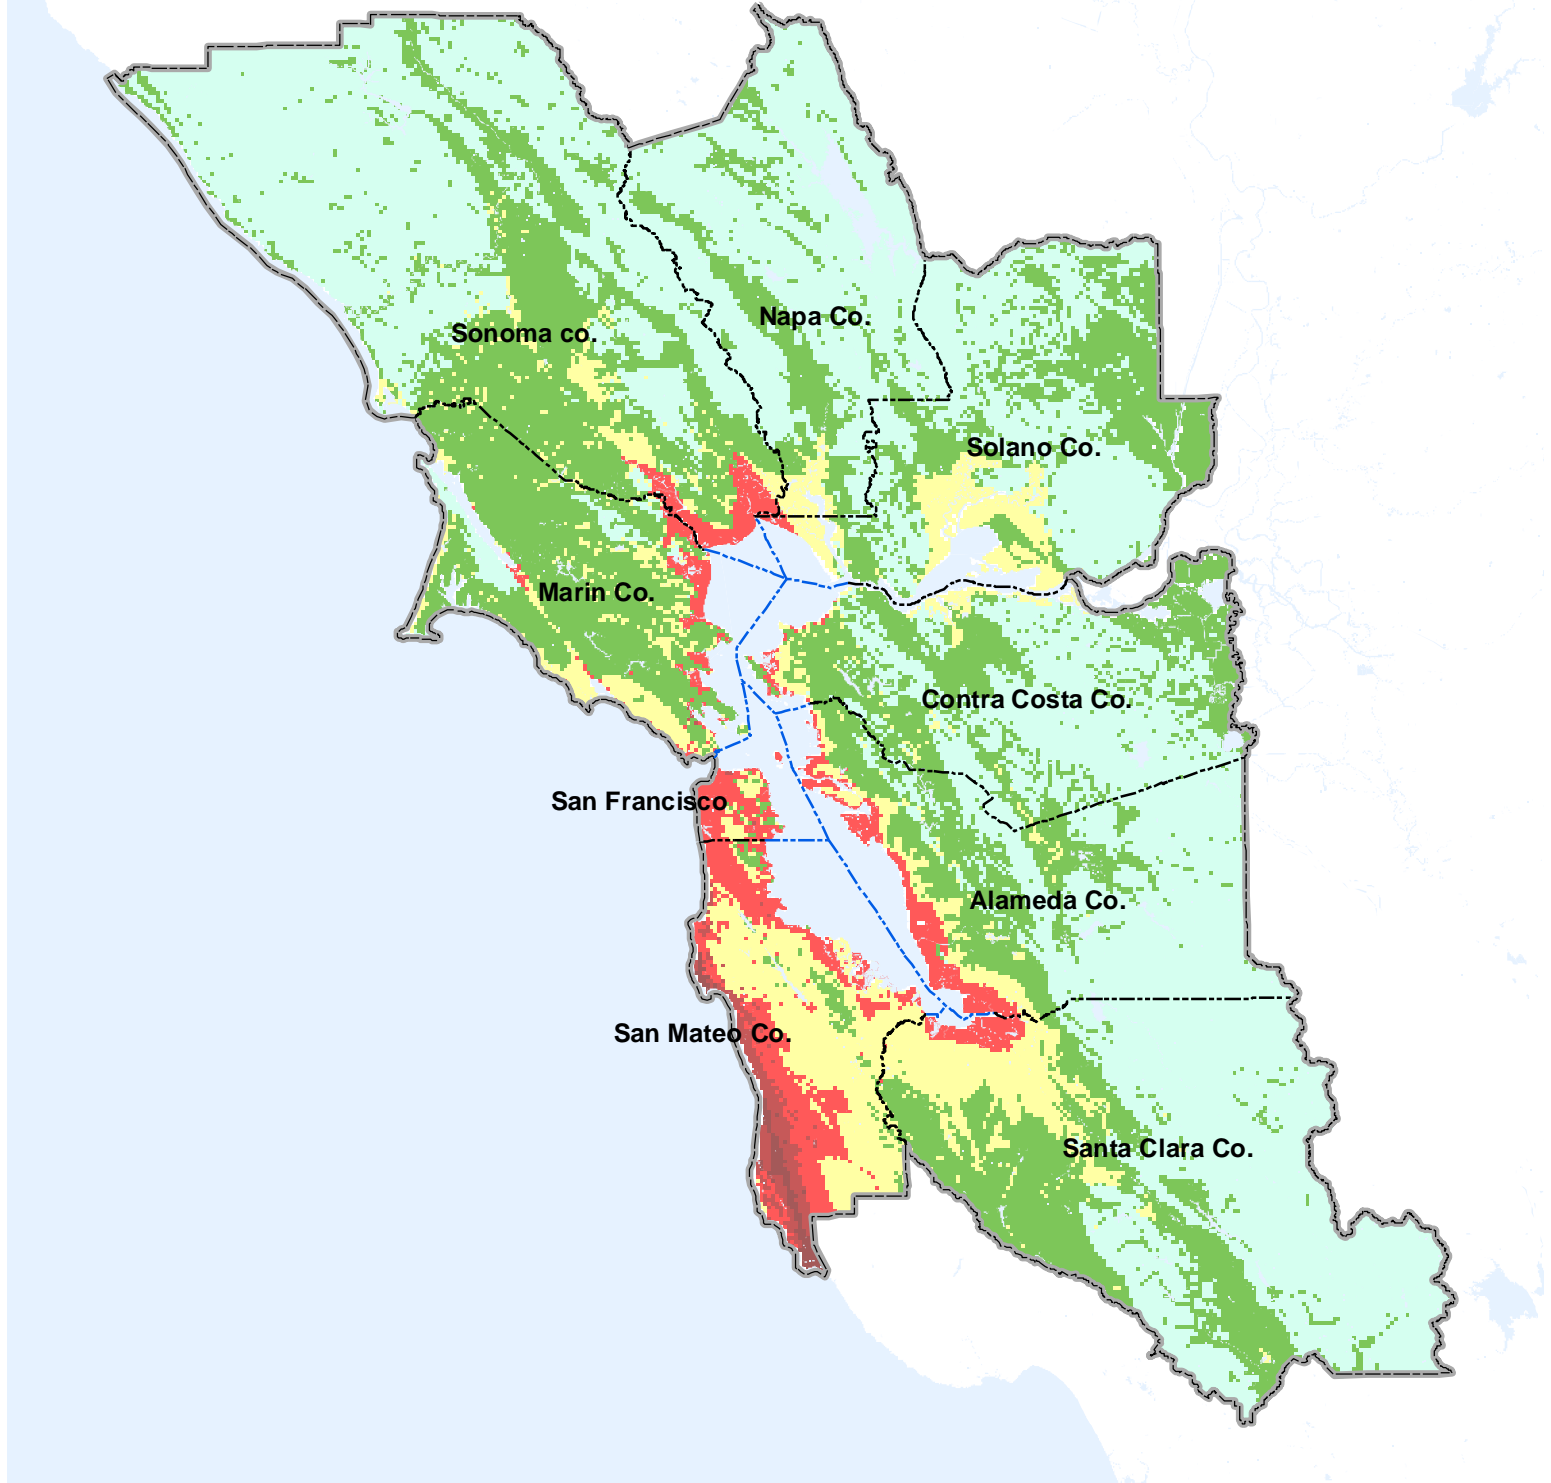 Napa Co.
Sonoma co.
Solano Co.
Marin Co.
Contra Costa Co.
San Francisco
Alameda Co.
San Mateo Co.
Santa Clara Co.